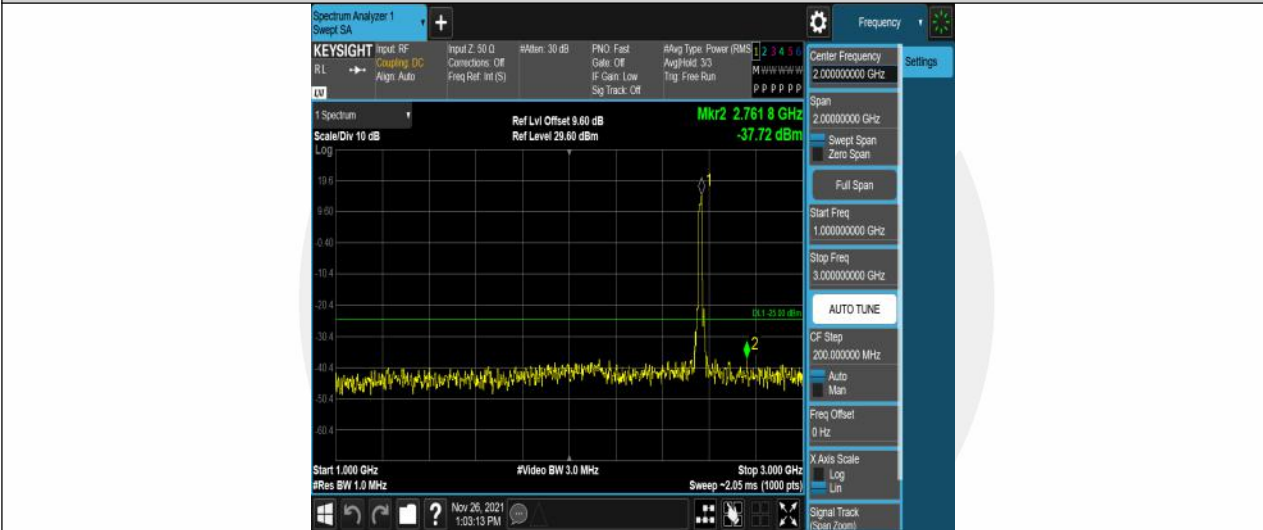 Spectrum Analyzer 1
Swept SA
+
Frequency
KEYSIGHT
RL
LV
Input: RF
Coupling: DC
Align: Auto
Input Z: 50 Ω
Corrections: Off
Freq Ref: Int (S)
#Atten: 30 dB
PNO: Fast
Gate: Off
IF Gain: Low
Sig Track: Off
#Avg Type: Power (RMS
Avg|Hold: 3/3
Trig: Free Run
1 2 3 4 5 6
M W W W W W
P P P P P P
1 Spectrum
Scale/Div 10 dB
Ref Lvl Offset 9.60 dB
Ref Level 29.60 dBm
Mkr2 2.761 8 GHz
-37.72 dBm
Log
19.6
9.60
-0.40
-10.4
-20.4
-30.4
-40.4
-50.4
-60.4
1
DL1 -25.00 dBm
2
Start 1.000 GHz
#Res BW 1.0 MHz
#Video BW 3.0 MHz
Stop 3.000 GHz
Sweep ~2.05 ms (1000 pts)
?
Nov 26, 2021
1:03:13 PM
Center Frequency
2.000000000 GHz
Settings
Span
2.00000000 GHz
Swept Span
Zero Span
Full Span
Start Freq
1.000000000 GHz
Stop Freq
3.000000000 GHz
AUTO TUNE
CF Step
200.000000 MHz
Auto
Man
Freq Offset
0 Hz
X Axis Scale
Log
Lin
Signal Track
(Span Zoom)